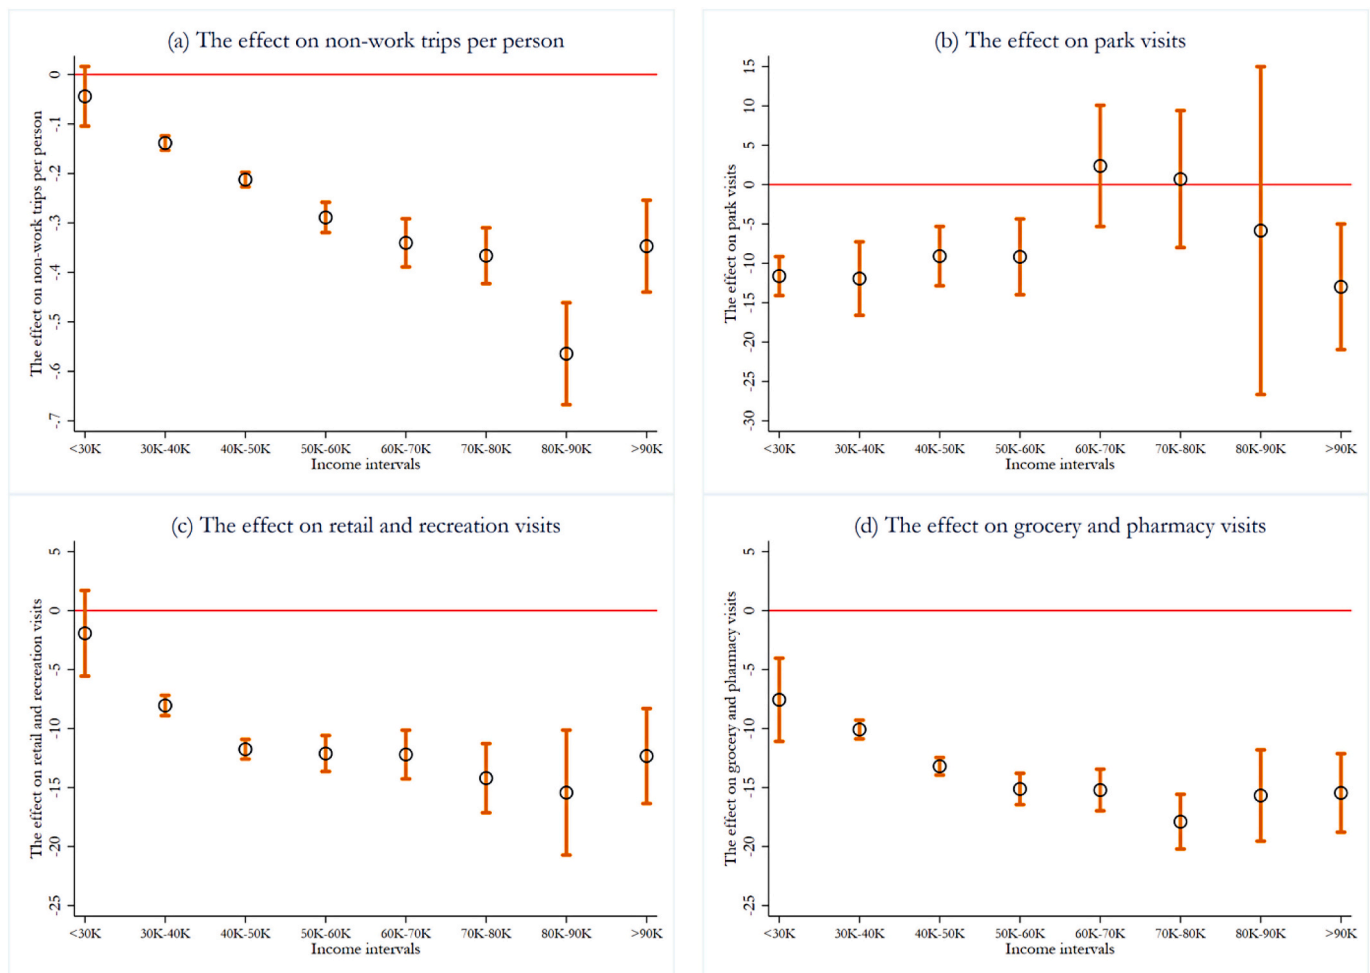 (a) The effect on non-work trips per person
The effect on non-work trips per person
0
-.1
-.2
-.3
-.4
-.5
-.6
-.7
<30K 30K-40K 40K-50K 50K-60K 60K-70K 70K-80K 80K-90K >90K
Income intervals
(b) The effect on park visits
The effect on park visits
15
10
5
0
-5
-10
-15
-20
-25
-30
<30K 30K-40K 40K-50K 50K-60K 60K-70K 70K-80K 80K-90K >90K
Income intervals
(c) The effect on retail and recreation visits
The effect on retail and recreation visits
5
0
-5
-10
-15
-20
-25
<30K 30K-40K 40K-50K 50K-60K 60K-70K 70K-80K 80K-90K >90K
Income intervals
(d) The effect on grocery and pharmacy visits
The effect on grocery and pharmacy visits
5
0
-5
-10
-15
-20
-25
<30K 30K-40K 40K-50K 50K-60K 60K-70K 70K-80K 80K-90K >90K
Income intervals